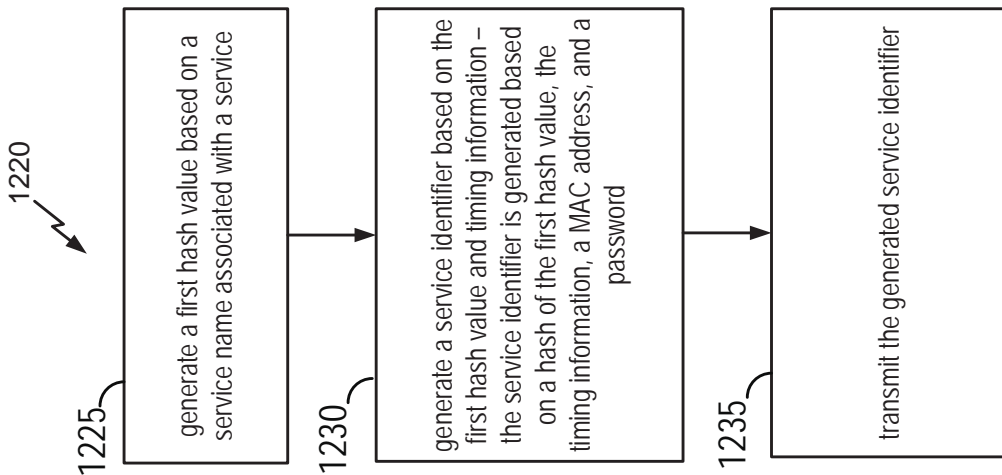 1220
1225
generate a first hash value based on a
service name associated with a service
1230
generate a service identifier based on the
first hash value and timing information –
the service identifier is generated based
on a hash of the first hash value, the
timing information, a MAC address, and a
password
1235
transmit the generated service identifier